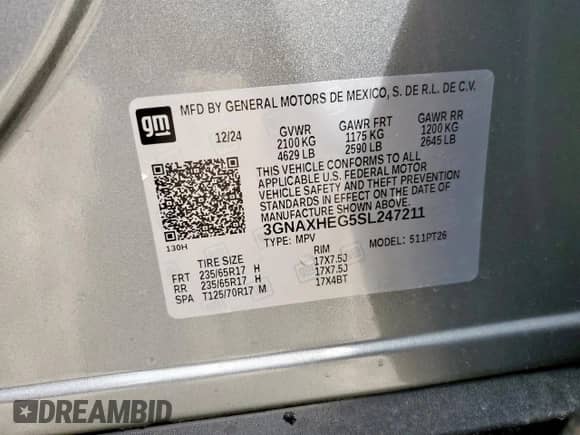 gm
MFD BY GENERAL MOTORS DE MEXICO, S. DE R.L. DE C.V.
12/24 GVWR GAWR FRT GAWR RR
2100 KG 1175 KG 1200 KG
4629 LB 2590 LB 2645 LB
THIS VEHICLE CONFORMS TO ALL
APPLICABLE U.S. FEDERAL MOTOR
VEHICLE SAFETY AND THEFT PREVENTION
STANDARDS IN EFFECT ON THE DATE OF
MANUFACTURE SHOWN ABOVE.
3GNAXHEG5SL247211
130H
TYPE: MPV MODEL: 511PT26
TIRE SIZE RIM
FRT 235/65R17 H 17X7.5J
RR 235/65R17 H 17X7.5J
SPA T125/70R17 M 17X4BT
DREAMBID